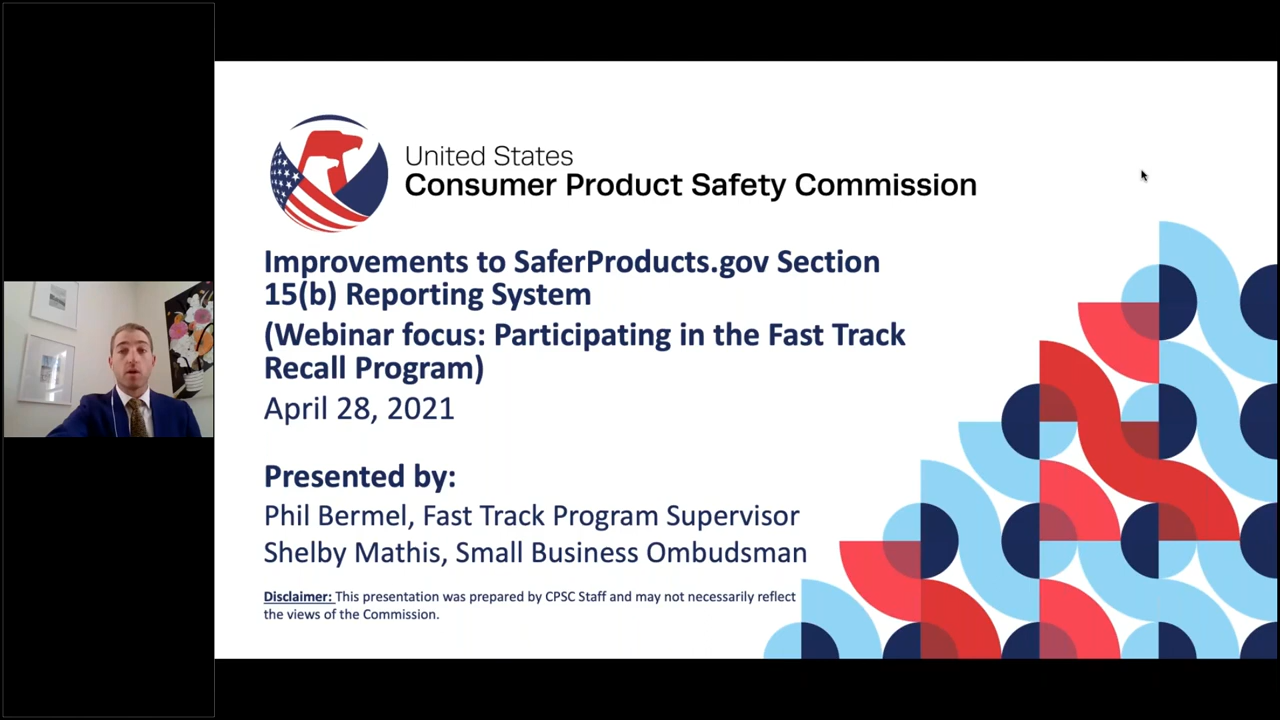 United States
Consumer Product Safety Commission
Improvements to SaferProducts.gov Section
15(b) Reporting System
(Webinar focus: Participating in the Fast Track
Recall Program)
April 28, 2021
Presented by:
Phil Bermel, Fast Track Program Supervisor
Shelby Mathis, Small Business Ombudsman
Disclaimer: This presentation was prepared by CPSC Staff and may not necessarily reflect
the views of the Commission.